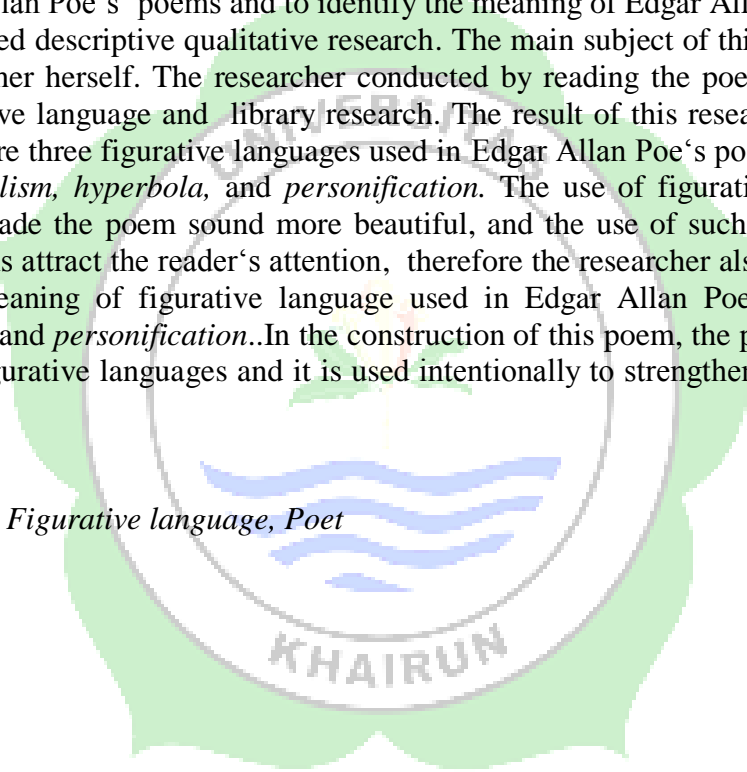 lan Poe‘s poems and to identify the meaning of Edgar All
ed descriptive qualitative research. The main subject of thi
her herself. The researcher conducted by reading the poe
ve language and library research. The result of this resea
re three figurative languages used in Edgar Allan Poe‘s po
lism, hyperbola, and personification. The use of figurati
ade the poem sound more beautiful, and the use of such
s attract the reader‘s attention, therefore the researcher als
eaning of figurative language used in Edgar Allan Poe
and personification..In the construction of this poem, the p
gurative languages and it is used intentionally to strengthen
Figurative language, Poet
UNIVERSITAS
KHAIRUN